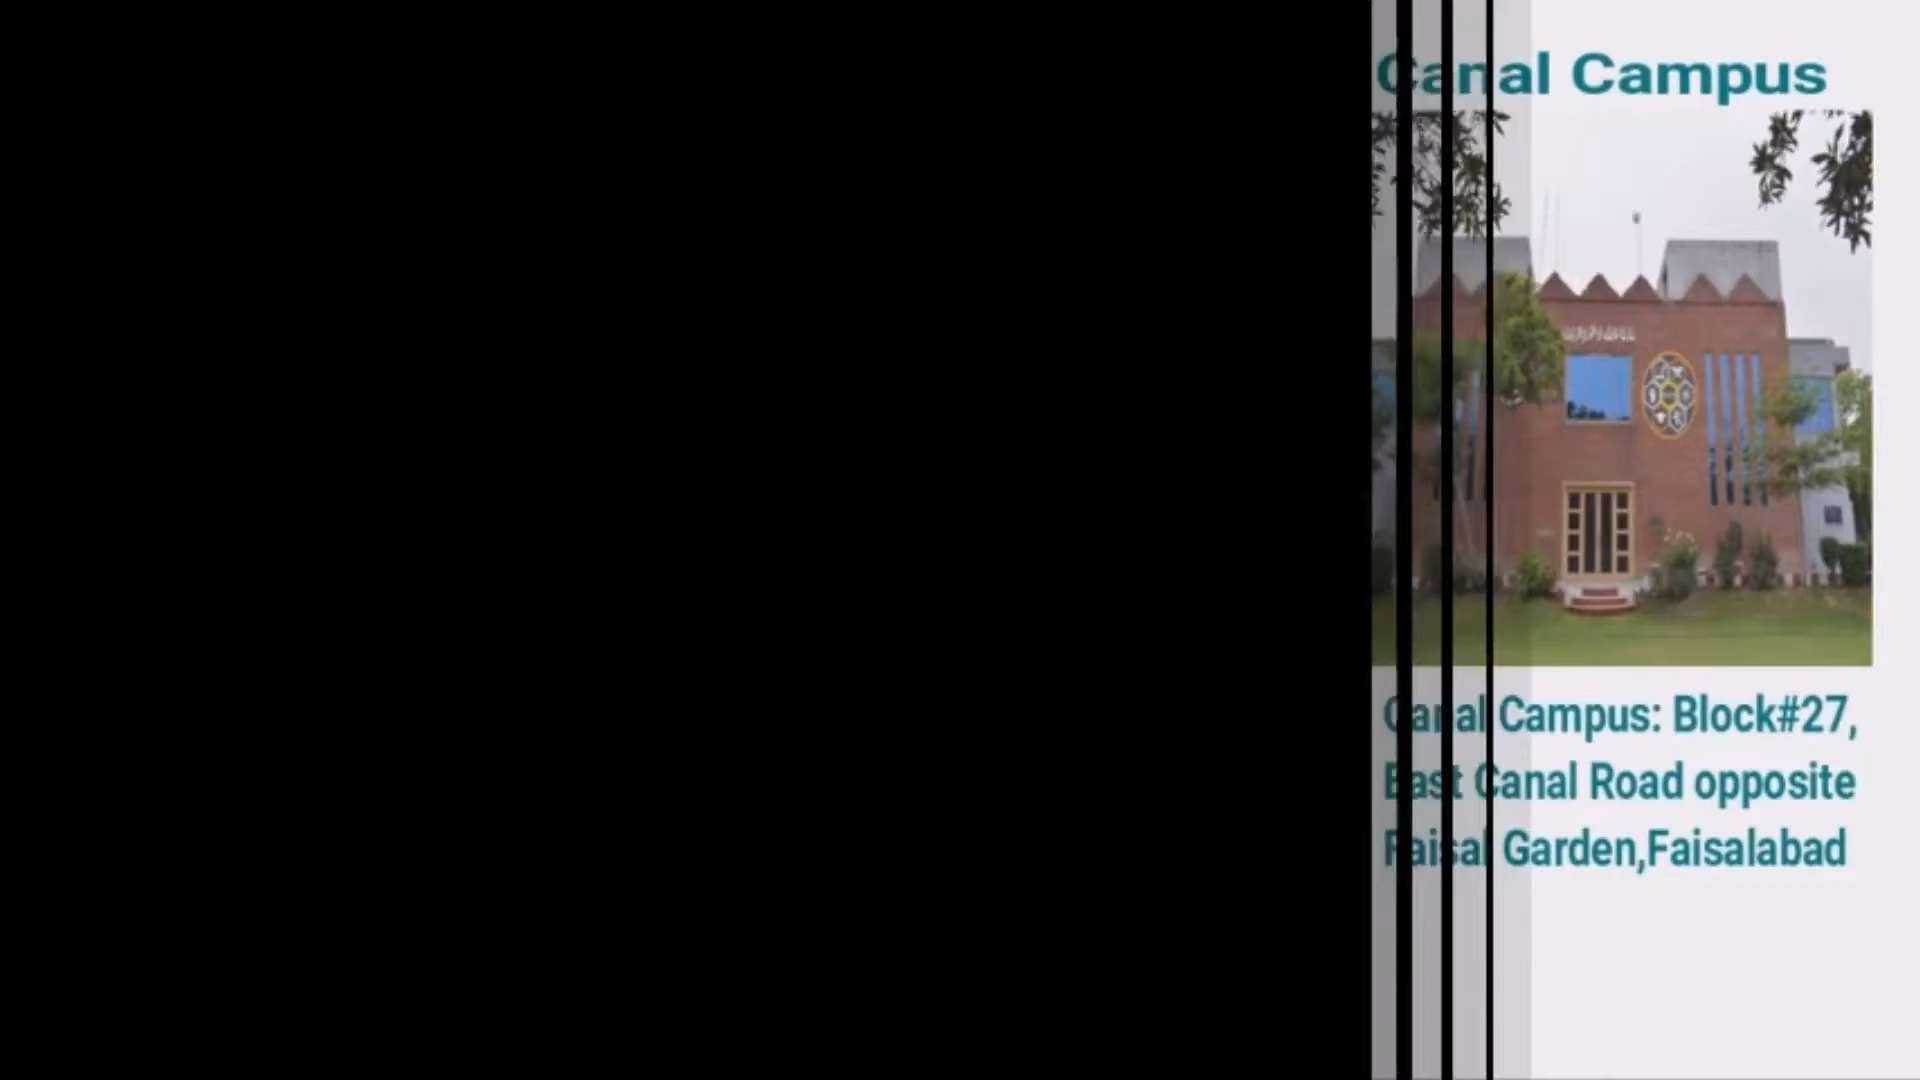 Canal Campus
Canal Campus: Block#27,
East Canal Road opposite
Faisal Garden,Faisalabad